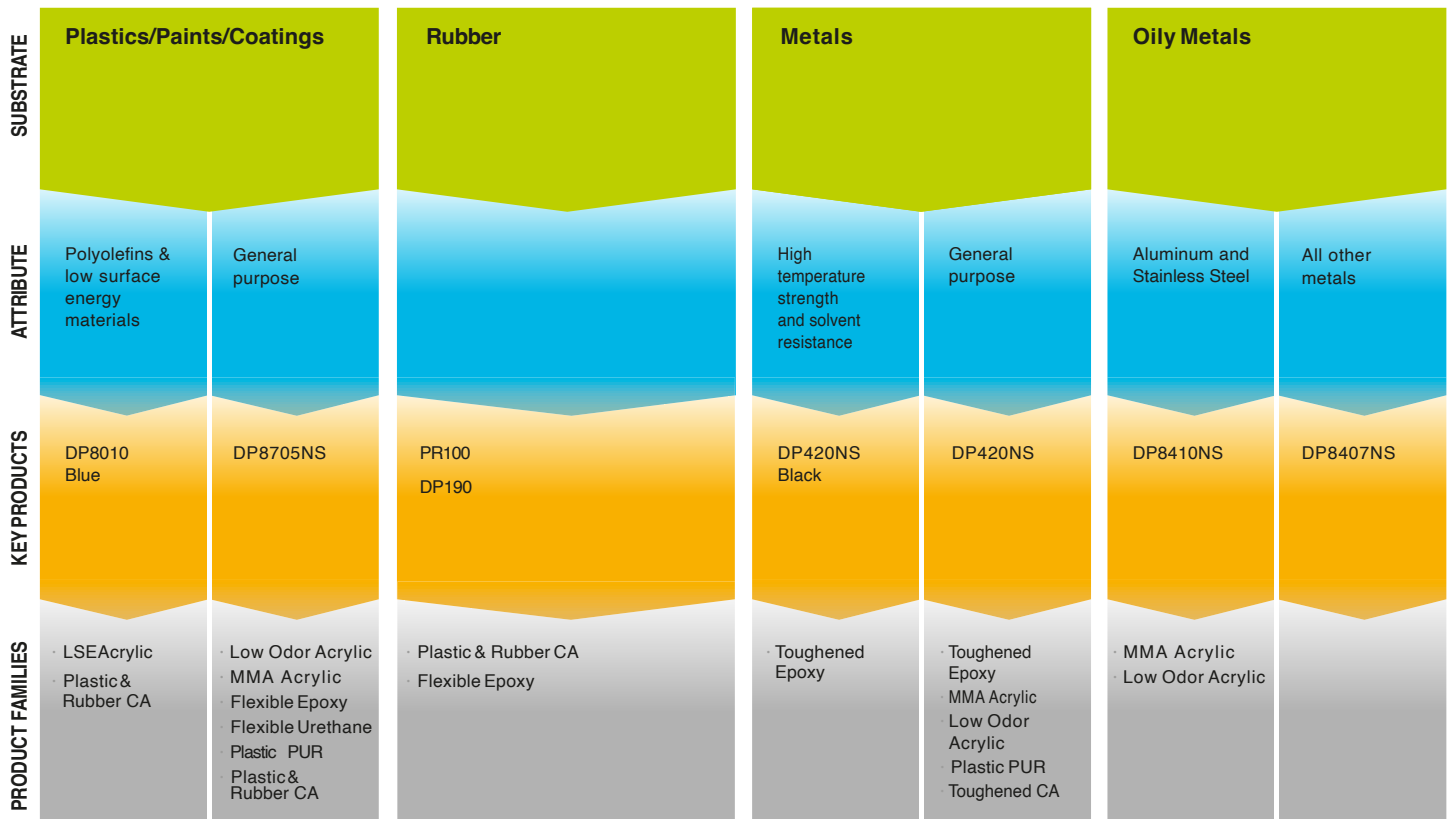 SUBSTRATE
Plastics/Paints/Coatings
Rubber
Metals
Oily Metals
ATTRIBUTE
Polyolefins &
low surface
energy
materials
General
purpose
High
temperature
strength
and solvent
resistance
General
purpose
Aluminum and
Stainless Steel
All other
metals
KEY PRODUCTS
DP8010
Blue
DP8705NS
PR100
DP190
DP420NS
Black
DP420NS
DP8410NS
DP8407NS
PRODUCT FAMILIES
· LSEAcrylic
· Plastic&
Rubber CA
· Low Odor Acrylic
· MMA Acrylic
· Flexible Epoxy
· Flexible Urethane
· Plastic PUR
· Plastic&
Rubber CA
· Plastic & Rubber CA
· Flexible Epoxy
· Toughened
Epoxy
· Toughened
Epoxy
· MMA Acrylic
· Low Odor
Acrylic
· Plastic PUR
· Toughened CA
· MMA Acrylic
· Low Odor Acrylic